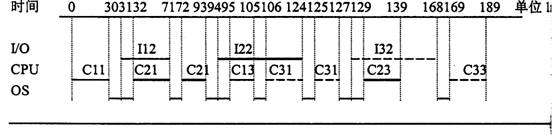 时间 0 303132 7172 939495 105106 124125127129 139 168169 189 单位 1
I/O I12 I22 I32
CPU C11 C21 C21 C13 C31 C31 C23 C33
OS